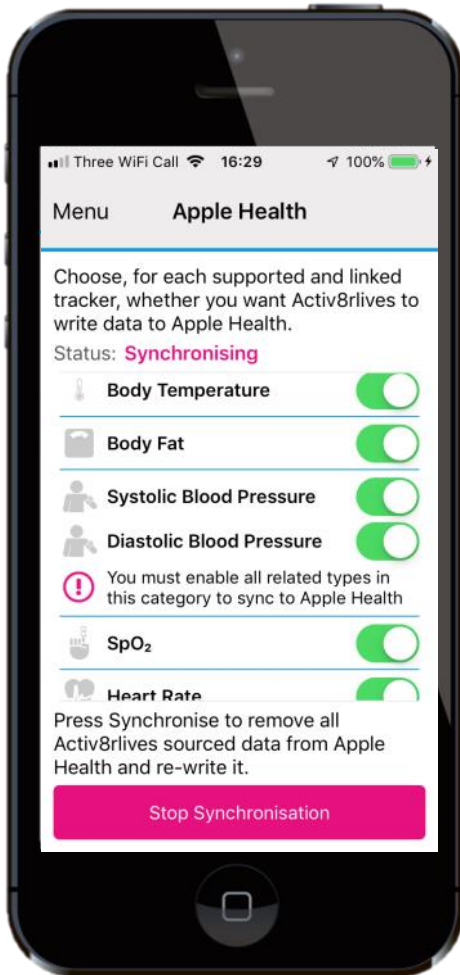 Three WiFi Call 16:29 100%
Menu Apple Health
Choose, for each supported and linked
tracker, whether you want Activ8rlives to
write data to Apple Health.
Status: Synchronising
Body Temperature
Body Fat
Systolic Blood Pressure
Diastolic Blood Pressure
You must enable all related types in
this category to sync to Apple Health
SpO₂
Heart Rate
Press Synchronise to remove all
Activ8rlives sourced data from Apple
Health and re-write it.
Stop Synchronisation